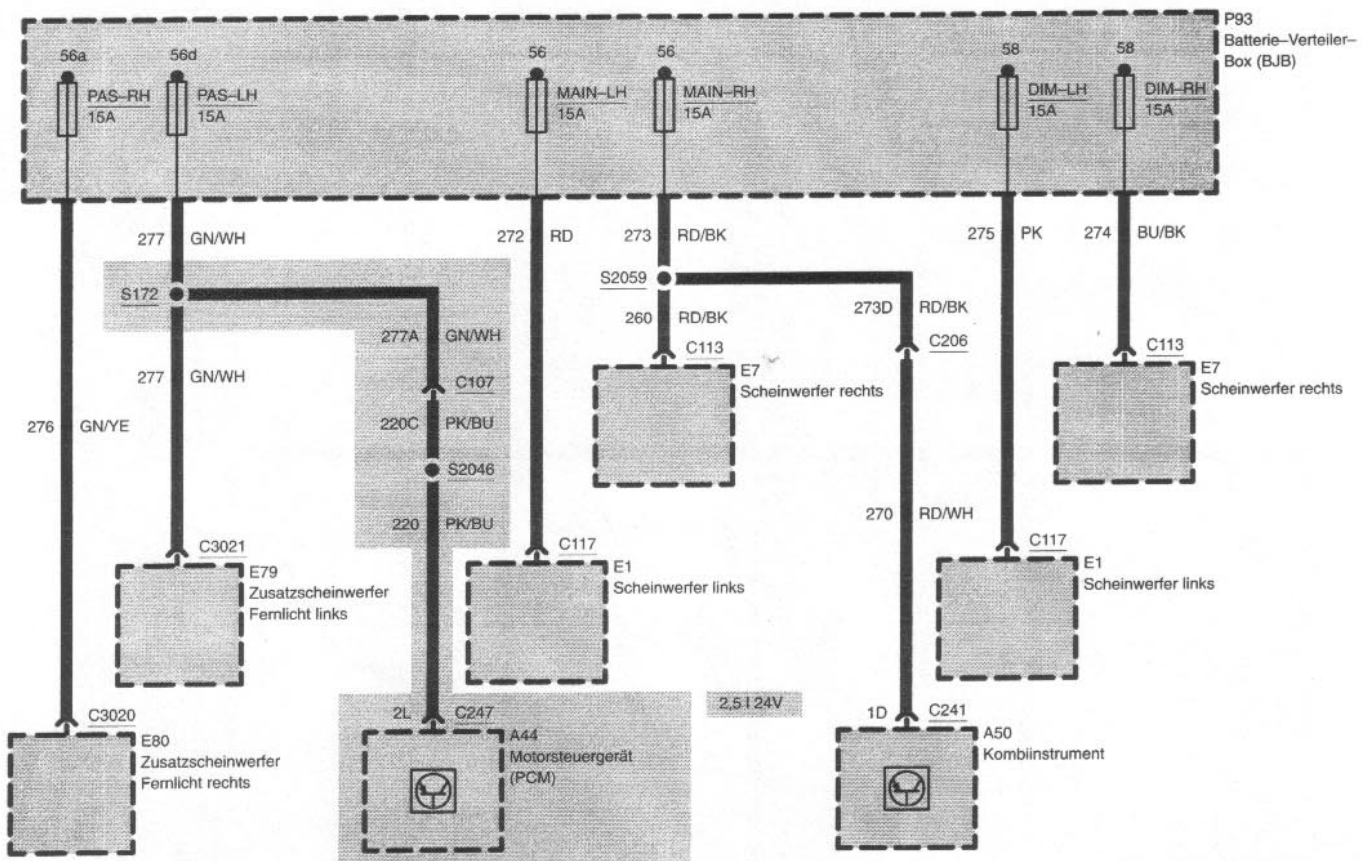 P93
Batterie–Verteiler–
Box (BJB)
56a
56d
56
56
58
58
PAS–RH
15A
PAS–LH
15A
MAIN–LH
15A
MAIN–RH
15A
DIM–LH
15A
DIM–RH
15A
277 GN/WH
272 RD
273 RD/BK
275 PK
274 BU/BK
S172
S2059
277A GN/WH
260 RD/BK
273D RD/BK
C206
C113
E7
Scheinwerfer rechts
C113
E7
Scheinwerfer rechts
277 GN/WH
C107
276 GN/YE
220C PK/BU
S2046
220 PK/BU
270 RD/WH
C3021
E79
Zusatzscheinwerfer
Fernlicht links
C117
E1
Scheinwerfer links
C117
E1
Scheinwerfer links
2,5 l 24V
C3020
E80
Zusatzscheinwerfer
Fernlicht rechts
2L C247
A44
Motorsteuergerät
(PCM)
1D C241
A50
Kombiinstrument